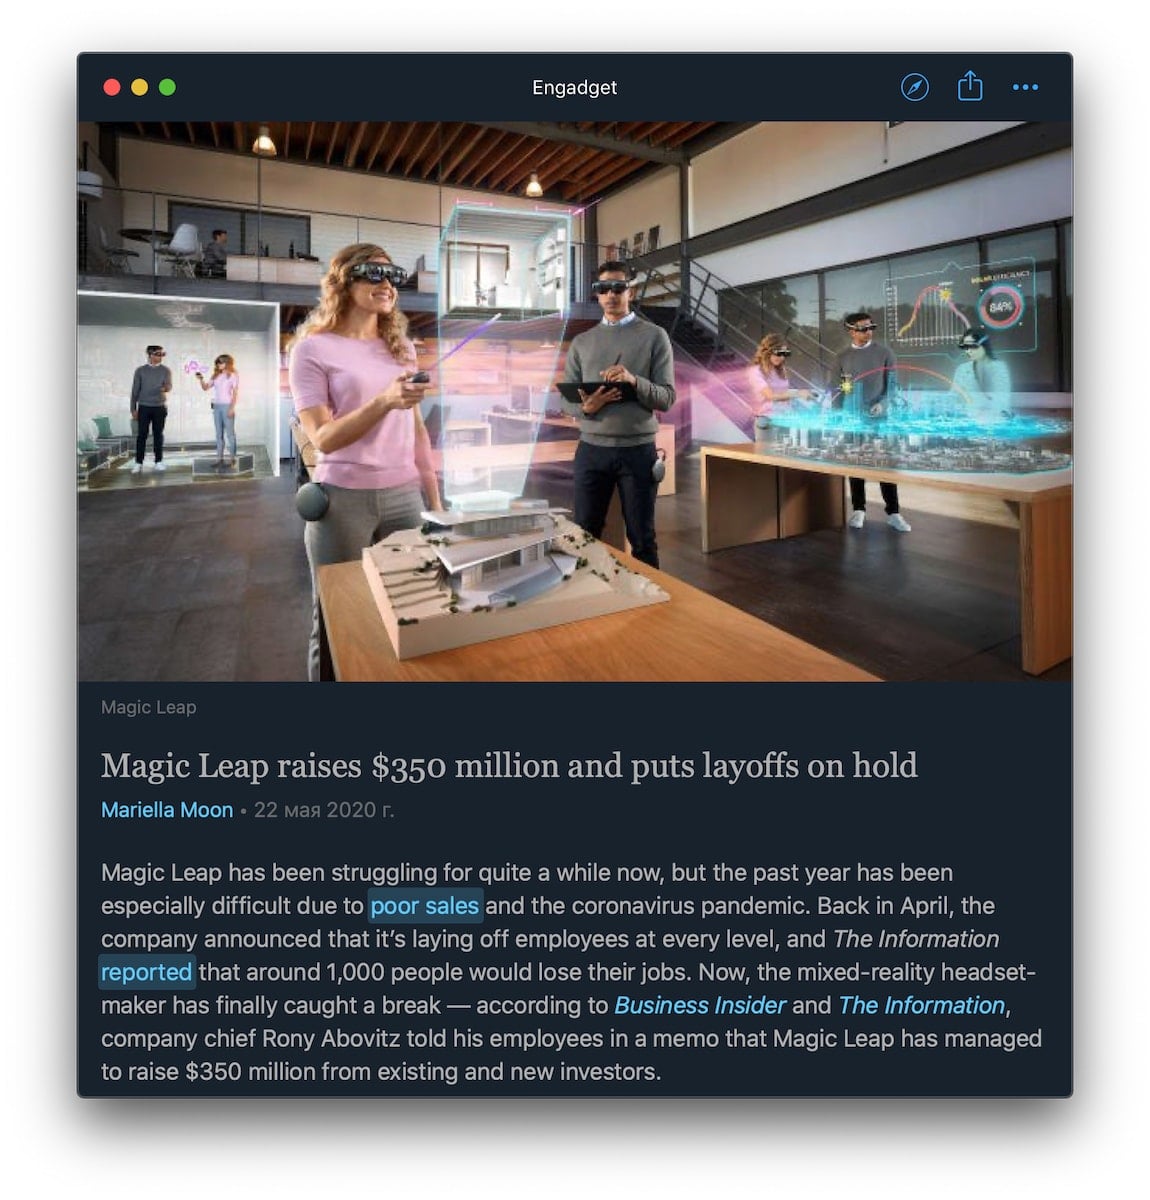 Engadget
84%
Magic Leap
Magic Leap raises $350 million and puts layoffs on hold
Mariella Moon • 22 мая 2020 г.
Magic Leap has been struggling for quite a while now, but the past year has been
especially difficult due to poor sales and the coronavirus pandemic. Back in April, the
company announced that it’s laying off employees at every level, and The Information
reported that around 1,000 people would lose their jobs. Now, the mixed-reality headset-
maker has finally caught a break — according to Business Insider and The Information,
company chief Rony Abovitz told his employees in a memo that Magic Leap has managed
to raise $350 million from existing and new investors.